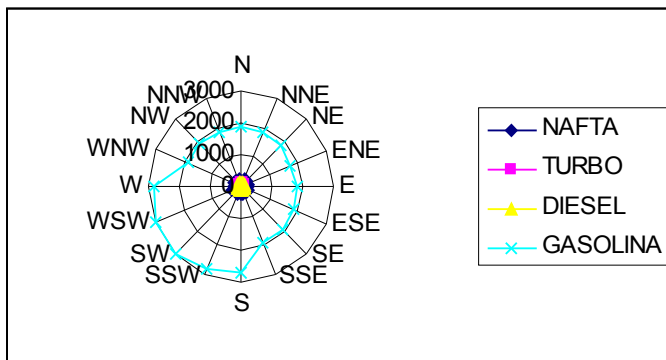 N
NNE
NE
ENE
E
ESE
SE
SSE
S
SSW
SW
WSW
W
WNW
NW
NNW
3000
2000
1000
0
NAFTA
TURBO
DIESEL
GASOLINA